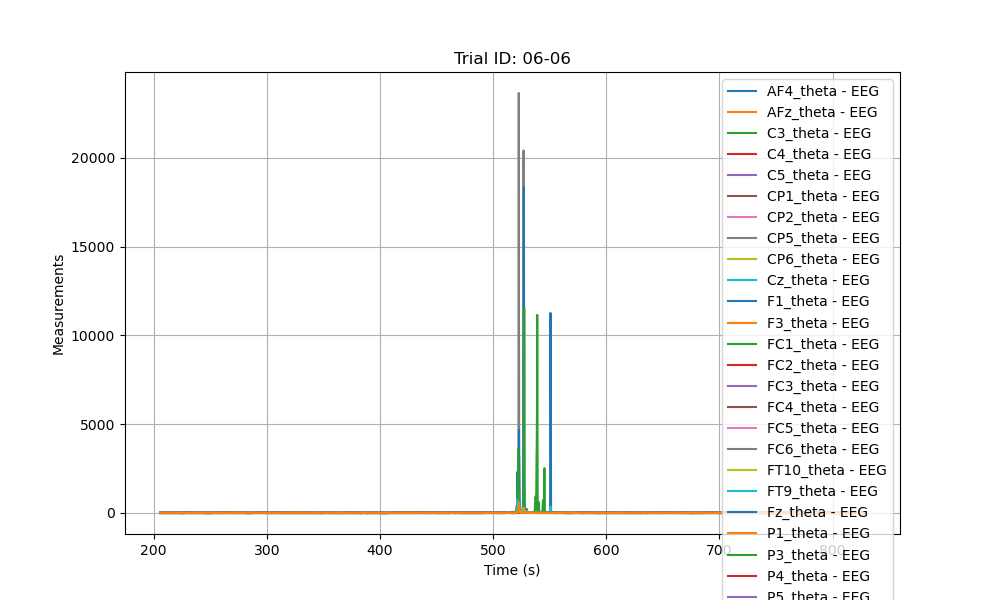 Trial ID: 06-06
Measurements
20000
15000
10000
5000
0
200
300
400
500
600
700
800
Time (s)
AF4_theta - EEG
AFz_theta - EEG
C3_theta - EEG
C4_theta - EEG
C5_theta - EEG
CP1_theta - EEG
CP2_theta - EEG
CP5_theta - EEG
CP6_theta - EEG
Cz_theta - EEG
F1_theta - EEG
F3_theta - EEG
FC1_theta - EEG
FC2_theta - EEG
FC3_theta - EEG
FC4_theta - EEG
FC5_theta - EEG
FC6_theta - EEG
FT10_theta - EEG
FT9_theta - EEG
Fz_theta - EEG
P1_theta - EEG
P3_theta - EEG
P4_theta - EEG
P5_theta - EEG